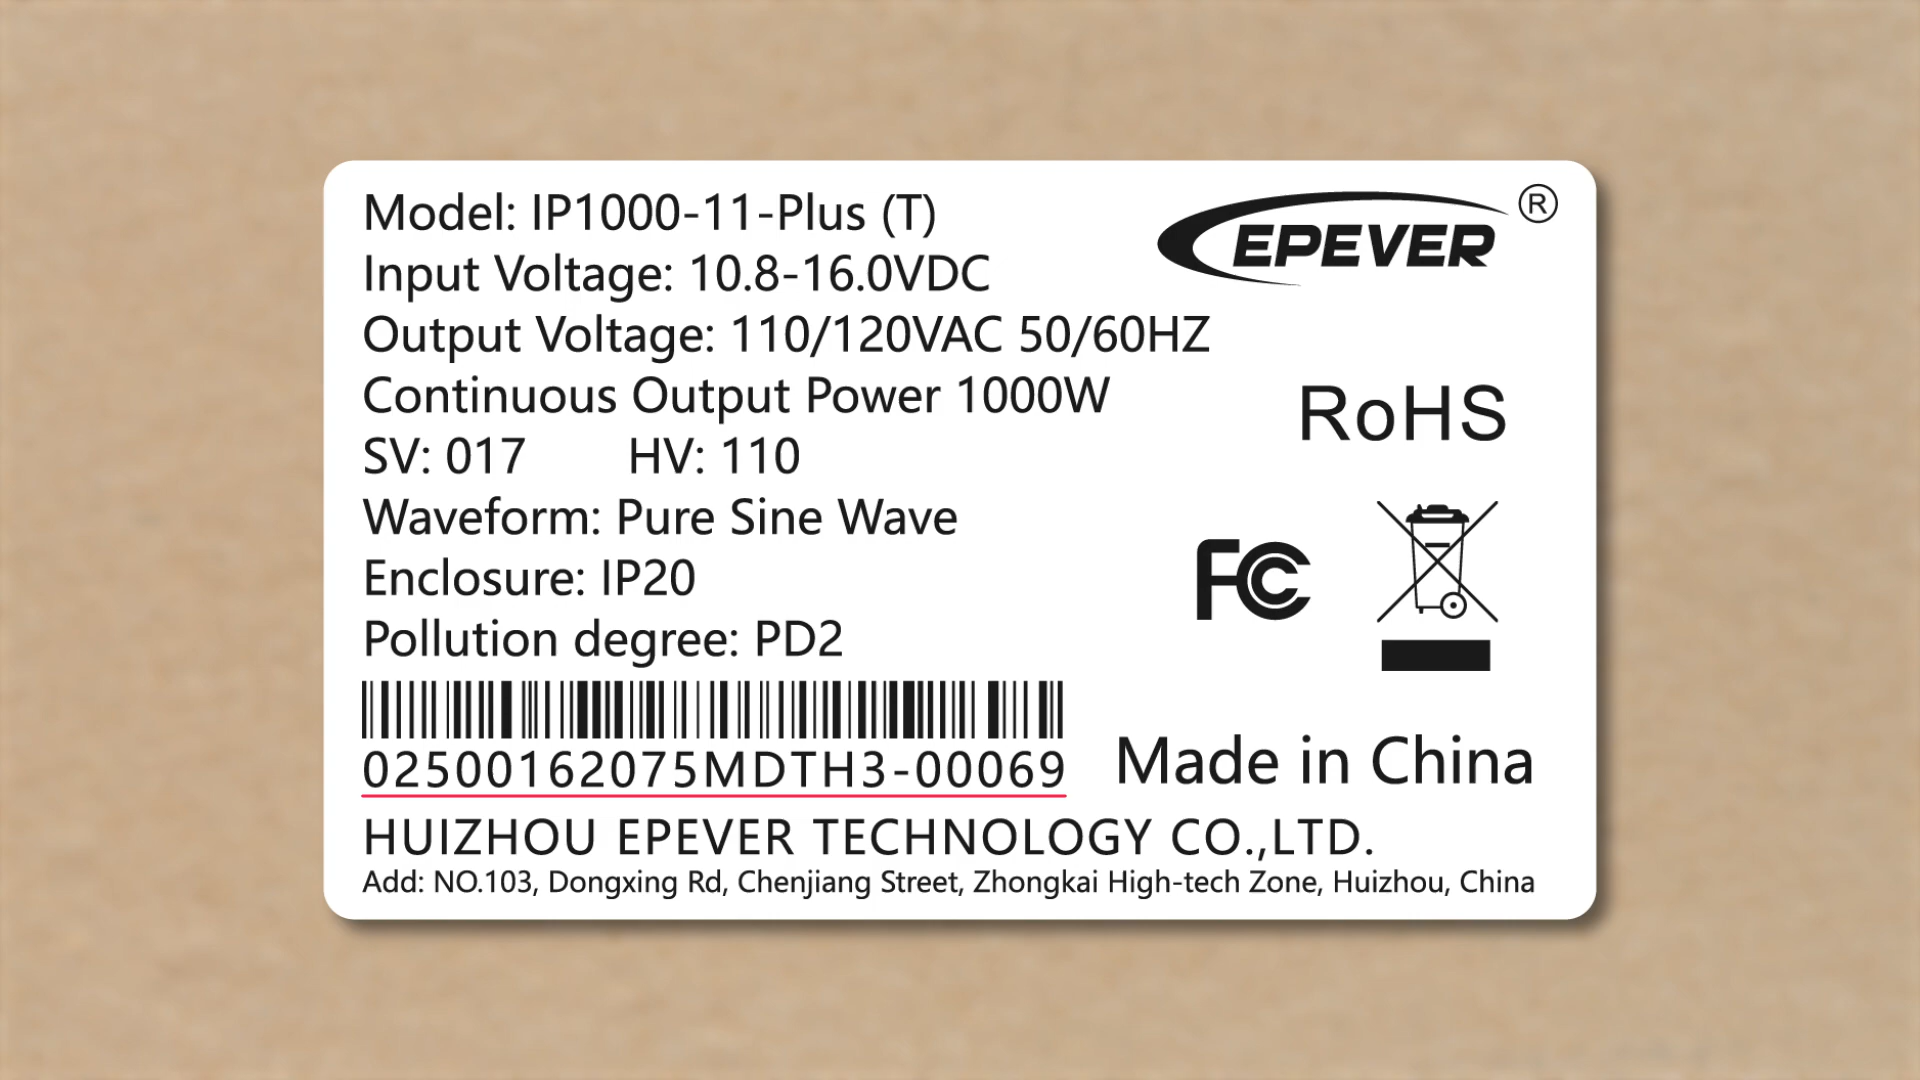 Model: IP1000-11-Plus (T)
EPEVER ®
Input Voltage: 10.8-16.0VDC
Output Voltage: 110/120VAC 50/60HZ
Continuous Output Power 1000W
RoHS
SV: 017 HV: 110
Waveform: Pure Sine Wave
Enclosure: IP20
FC
Pollution degree: PD2
02500162075MDTH3-00069
Made in China
HUIZHOU EPEVER TECHNOLOGY CO.,LTD.
Add: NO.103, Dongxing Rd, Chenjiang Street, Zhongkai High-tech Zone, Huizhou, China